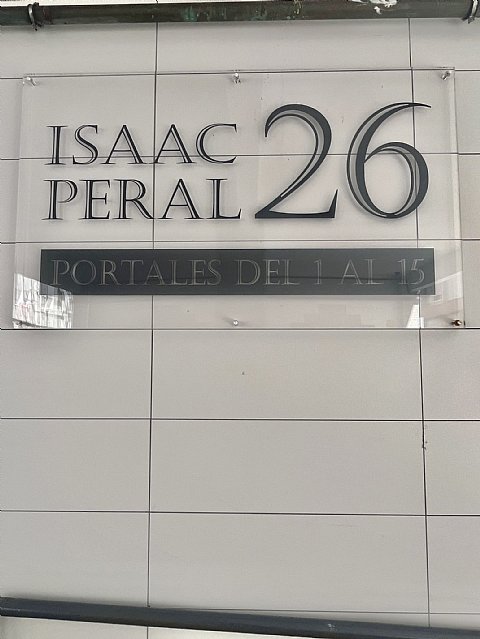 ISAAC
PERAL 26
PORTALES DEL 1 AL 15